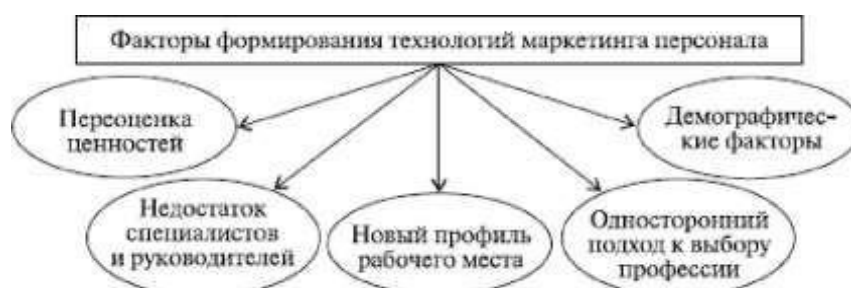 Факторы формирования технологий маркетинга персонала
Переоценка
ценностей
Демографичес-
кие факторы
Недостаток
специалистов
и руководителей
Новый профиль
рабочего места
Односторонний
подход к выбору
профессии